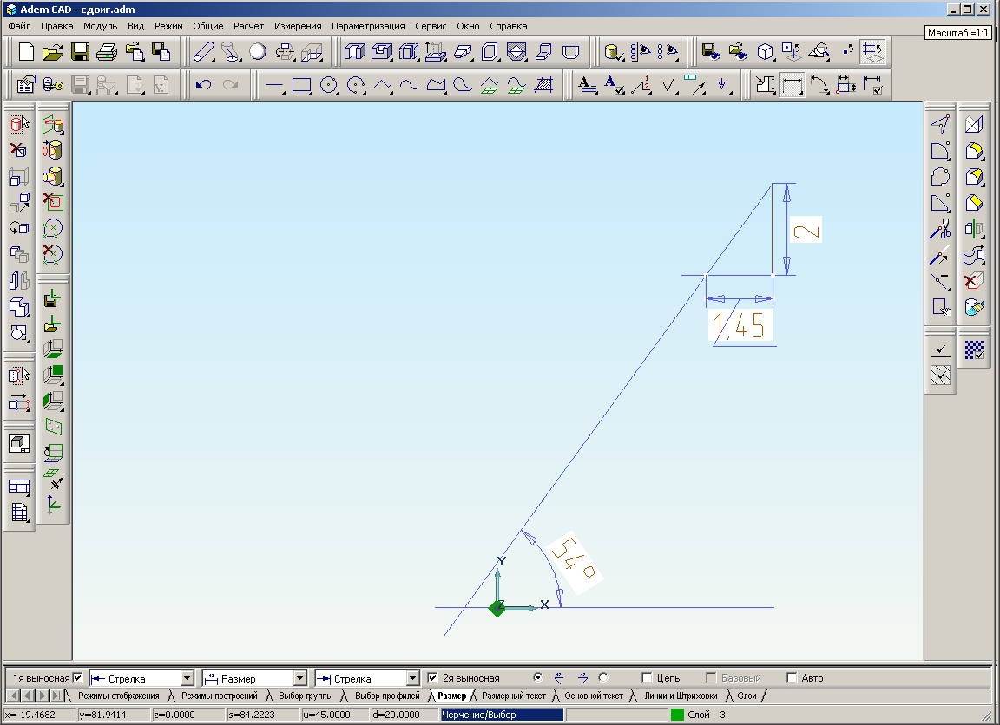 Adem CAD - сдвиг.adm
Файл Правка Модуль Вид Режим Общие Расчет Измерения Параметризация Сервис Окно Справка
Масштаб =1:1
2
1,45
54°
Y
Z X
1я выносная Стрелка 12 Размер Стрелка 2я выносная 12 12 Цепь Базовый Авто
Режимы отображения Режимы построений Выбор группы Выбор профилей Размер Размерный текст Основной текст Линии и Штриховки Слои
x=-19.4682 y=81.9414 z=0.0000 s=84.2223 u=45.0000 d=20.0000 Черчение/Выбор Слой 3